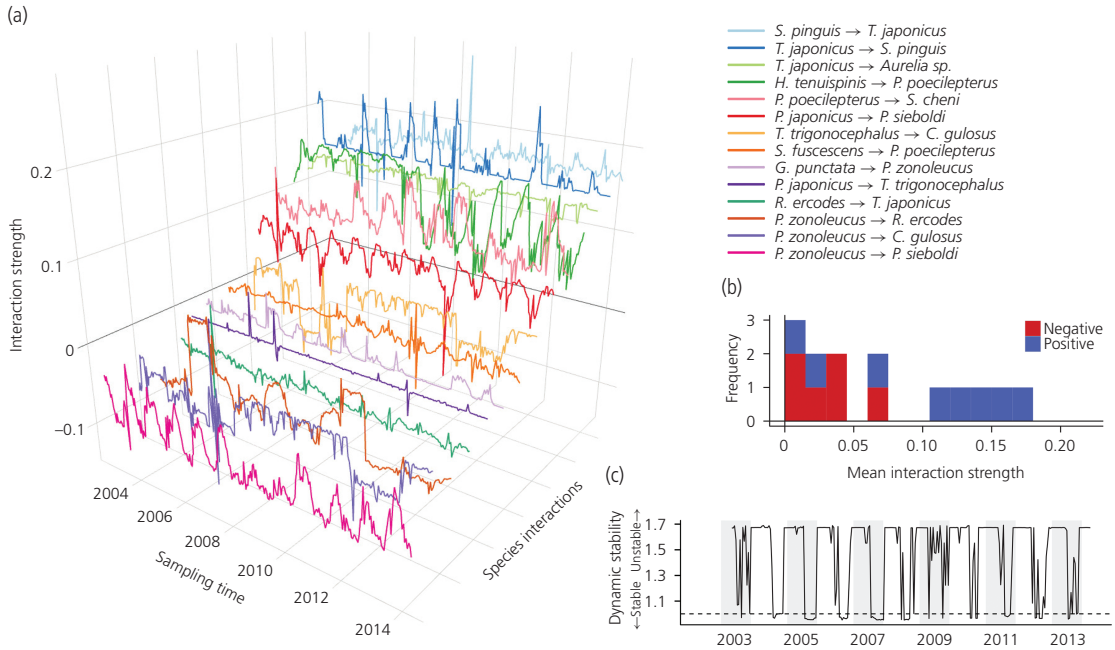 (a)
0.2
0.1
0
−0.1
Interaction strength
2004
2006
2008
2010
2012
2014
Sampling time
Species interactions
S. pinguis → T. japonicus
T. japonicus → S. pinguis
T. japonicus → Aurelia sp.
H. tenuispinis → P. poecilepterus
P. poecilepterus → S. cheni
P. japonicus → P. sieboldi
T. trigonocephalus → C. gulosus
S. fuscescens → P. poecilepterus
G. punctata → P. zonoleucus
P. japonicus → T. trigonocephalus
R. ercodes → T. japonicus
P. zonoleucus → R. ercodes
P. zonoleucus → C. gulosus
P. zonoleucus → P. sieboldi
(b)
3
2
1
0
Frequency
Negative
Positive
0 0.05 0.10 0.15 0.20
Mean interaction strength
(c)
Dynamic stability
←Stable Unstable→
1.7
1.5
1.3
1.1
2003 2005 2007 2009 2011 2013